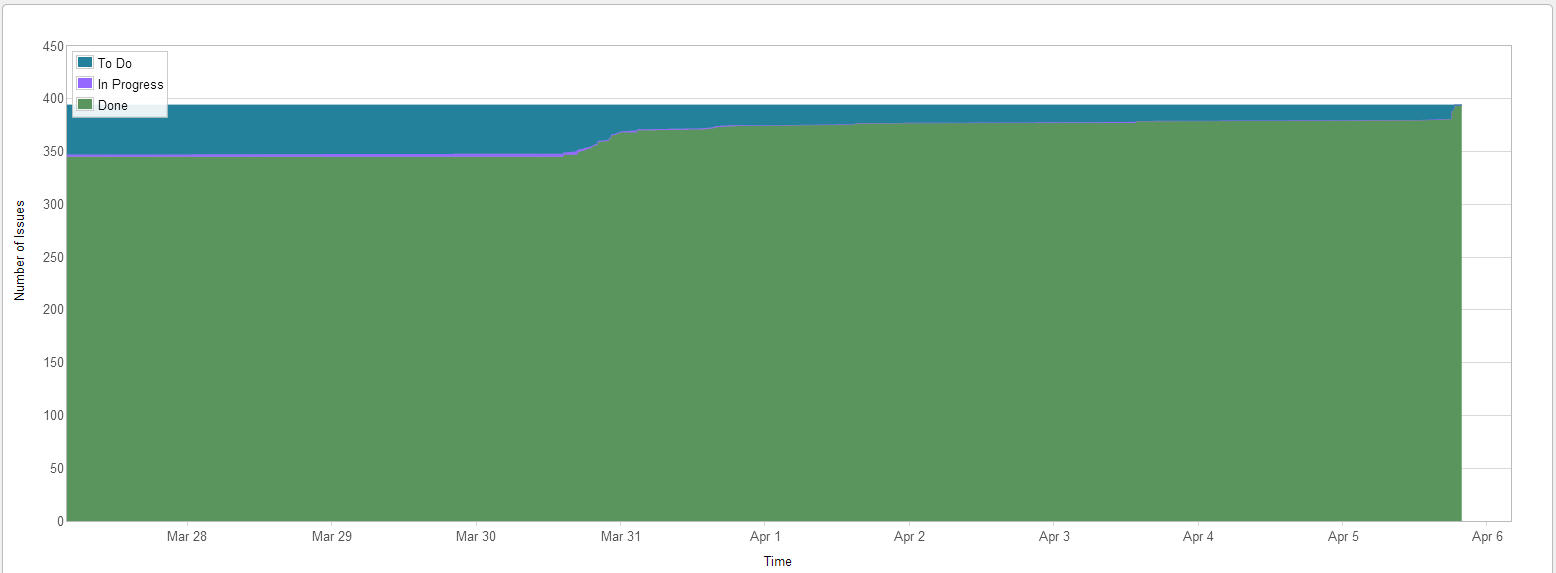 450
To Do
In Progress
Done
400
350
300
250
200
150
100
50
0
Number of Issues
Mar 28 Mar 29 Mar 30 Mar 31 Apr 1 Apr 2 Apr 3 Apr 4 Apr 5 Apr 6
Time